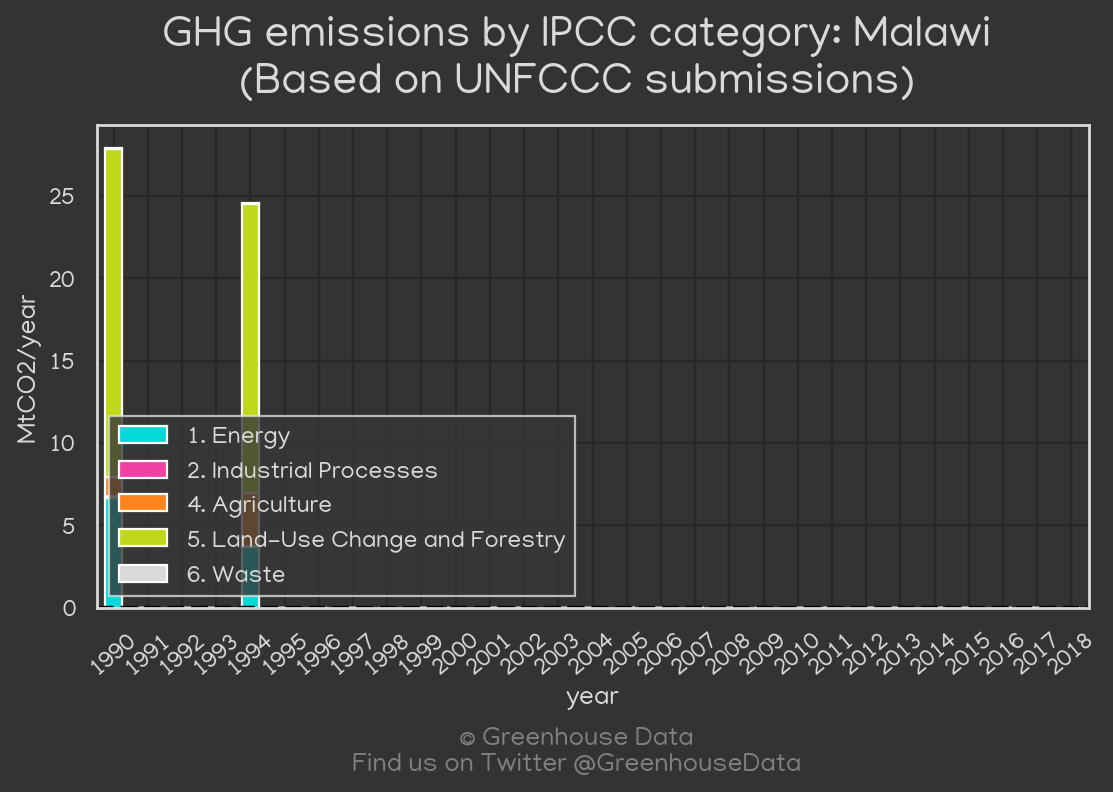 GHG emissions by IPCC category: Malawi
(Based on UNFCCC submissions)
MtCO2/year
25
20
15
10
5
0
1. Energy
2. Industrial Processes
4. Agriculture
5. Land-Use Change and Forestry
6. Waste
1990 1991 1992 1993 1994 1995 1996 1997 1998 1999 2000 2001 2002 2003 2004 2005 2006 2007 2008 2009 2010 2011 2012 2013 2014 2015 2016 2017 2018
year
© Greenhouse Data
Find us on Twitter @GreenhouseData